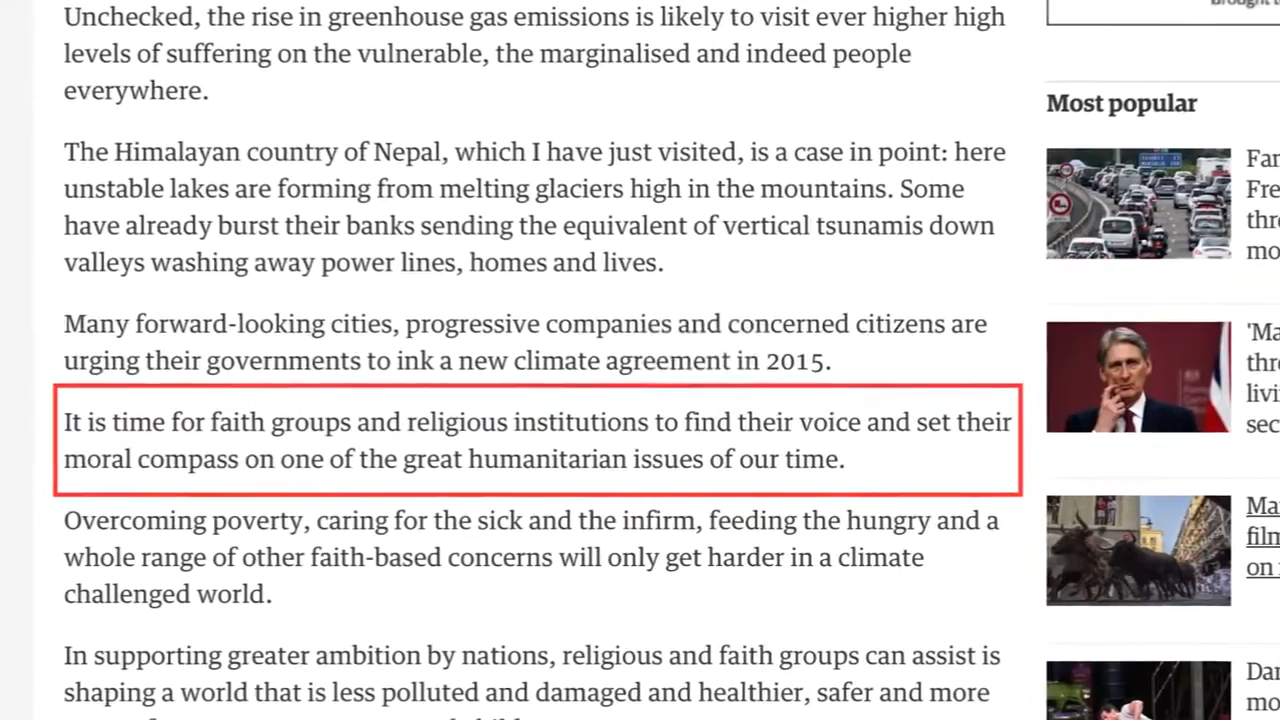 Unchecked, the rise in greenhouse gas emissions is likely to visit ever higher high
levels of suffering on the vulnerable, the marginalised and indeed people
everywhere.
The Himalayan country of Nepal, which I have just visited, is a case in point: here
unstable lakes are forming from melting glaciers high in the mountains. Some
have already burst their banks sending the equivalent of vertical tsunamis down
valleys washing away power lines, homes and lives.
Many forward-looking cities, progressive companies and concerned citizens are
urging their governments to ink a new climate agreement in 2015.
It is time for faith groups and religious institutions to find their voice and set their
moral compass on one of the great humanitarian issues of our time.
Overcoming poverty, caring for the sick and the infirm, feeding the hungry and a
whole range of other faith-based concerns will only get harder in a climate
challenged world.
In supporting greater ambition by nations, religious and faith groups can assist is
shaping a world that is less polluted and damaged and healthier, safer and more
Most popular